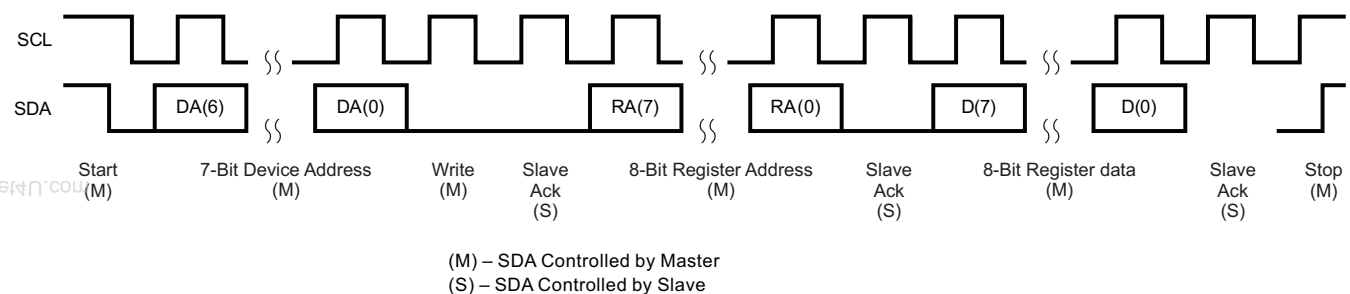 SCL
SDA
DA(6)
DA(0)
RA(7)
RA(0)
D(7)
D(0)
Start
(M)
7-Bit Device Address
(M)
Write
(M)
Slave
Ack
(S)
8-Bit Register Address
(M)
Slave
Ack
(S)
8-Bit Register data
(M)
Slave
Ack
(S)
Stop
(M)
(M) – SDA Controlled by Master
(S) – SDA Controlled by Slave